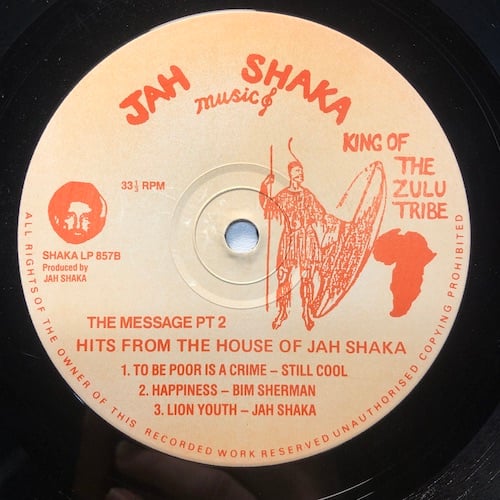 JAH SHAKA
music
KING OF
THE
ZULU
TRIBE
33⅓ RPM
SHAKA LP 857B
Produced by
JAH SHAKA
THE MESSAGE PT 2
HITS FROM THE HOUSE OF JAH SHAKA
1. TO BE POOR IS A CRIME – STILL COOL
2. HAPPINESS – BIM SHERMAN
3. LION YOUTH – JAH SHAKA
ALL RIGHTS OF THE OWNER OF THIS RECORDED WORK RESERVED UNAUTHORISED COPYING PROHIBITED